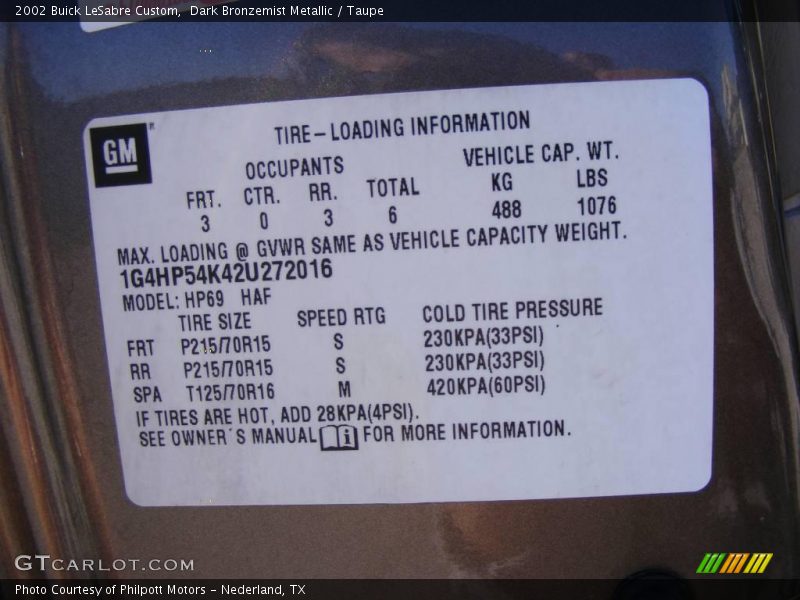 2002 Buick LeSabre Custom,  Dark Bronzemist Metallic / Taupe
GM
TIRE-LOADING INFORMATION
OCCUPANTS VEHICLE CAP. WT.
FRT. CTR. RR. TOTAL KG LBS
3 0 3 6 488 1076
MAX. LOADING @ GVWR SAME AS VEHICLE CAPACITY WEIGHT.
1G4HP54K42U272016
MODEL: HP69 HAF
TIRE SIZE SPEED RTG COLD TIRE PRESSURE
FRT P215/70R15 S 230KPA(33PSI)
RR P215/70R15 S 230KPA(33PSI)
SPA T125/70R16 M 420KPA(60PSI)
IF TIRES ARE HOT, ADD 28KPA(4PSI).
SEE OWNER´S MANUAL i FOR MORE INFORMATION.
GTCARLOT.COM
Photo Courtesy of Philpott Motors - Nederland, TX